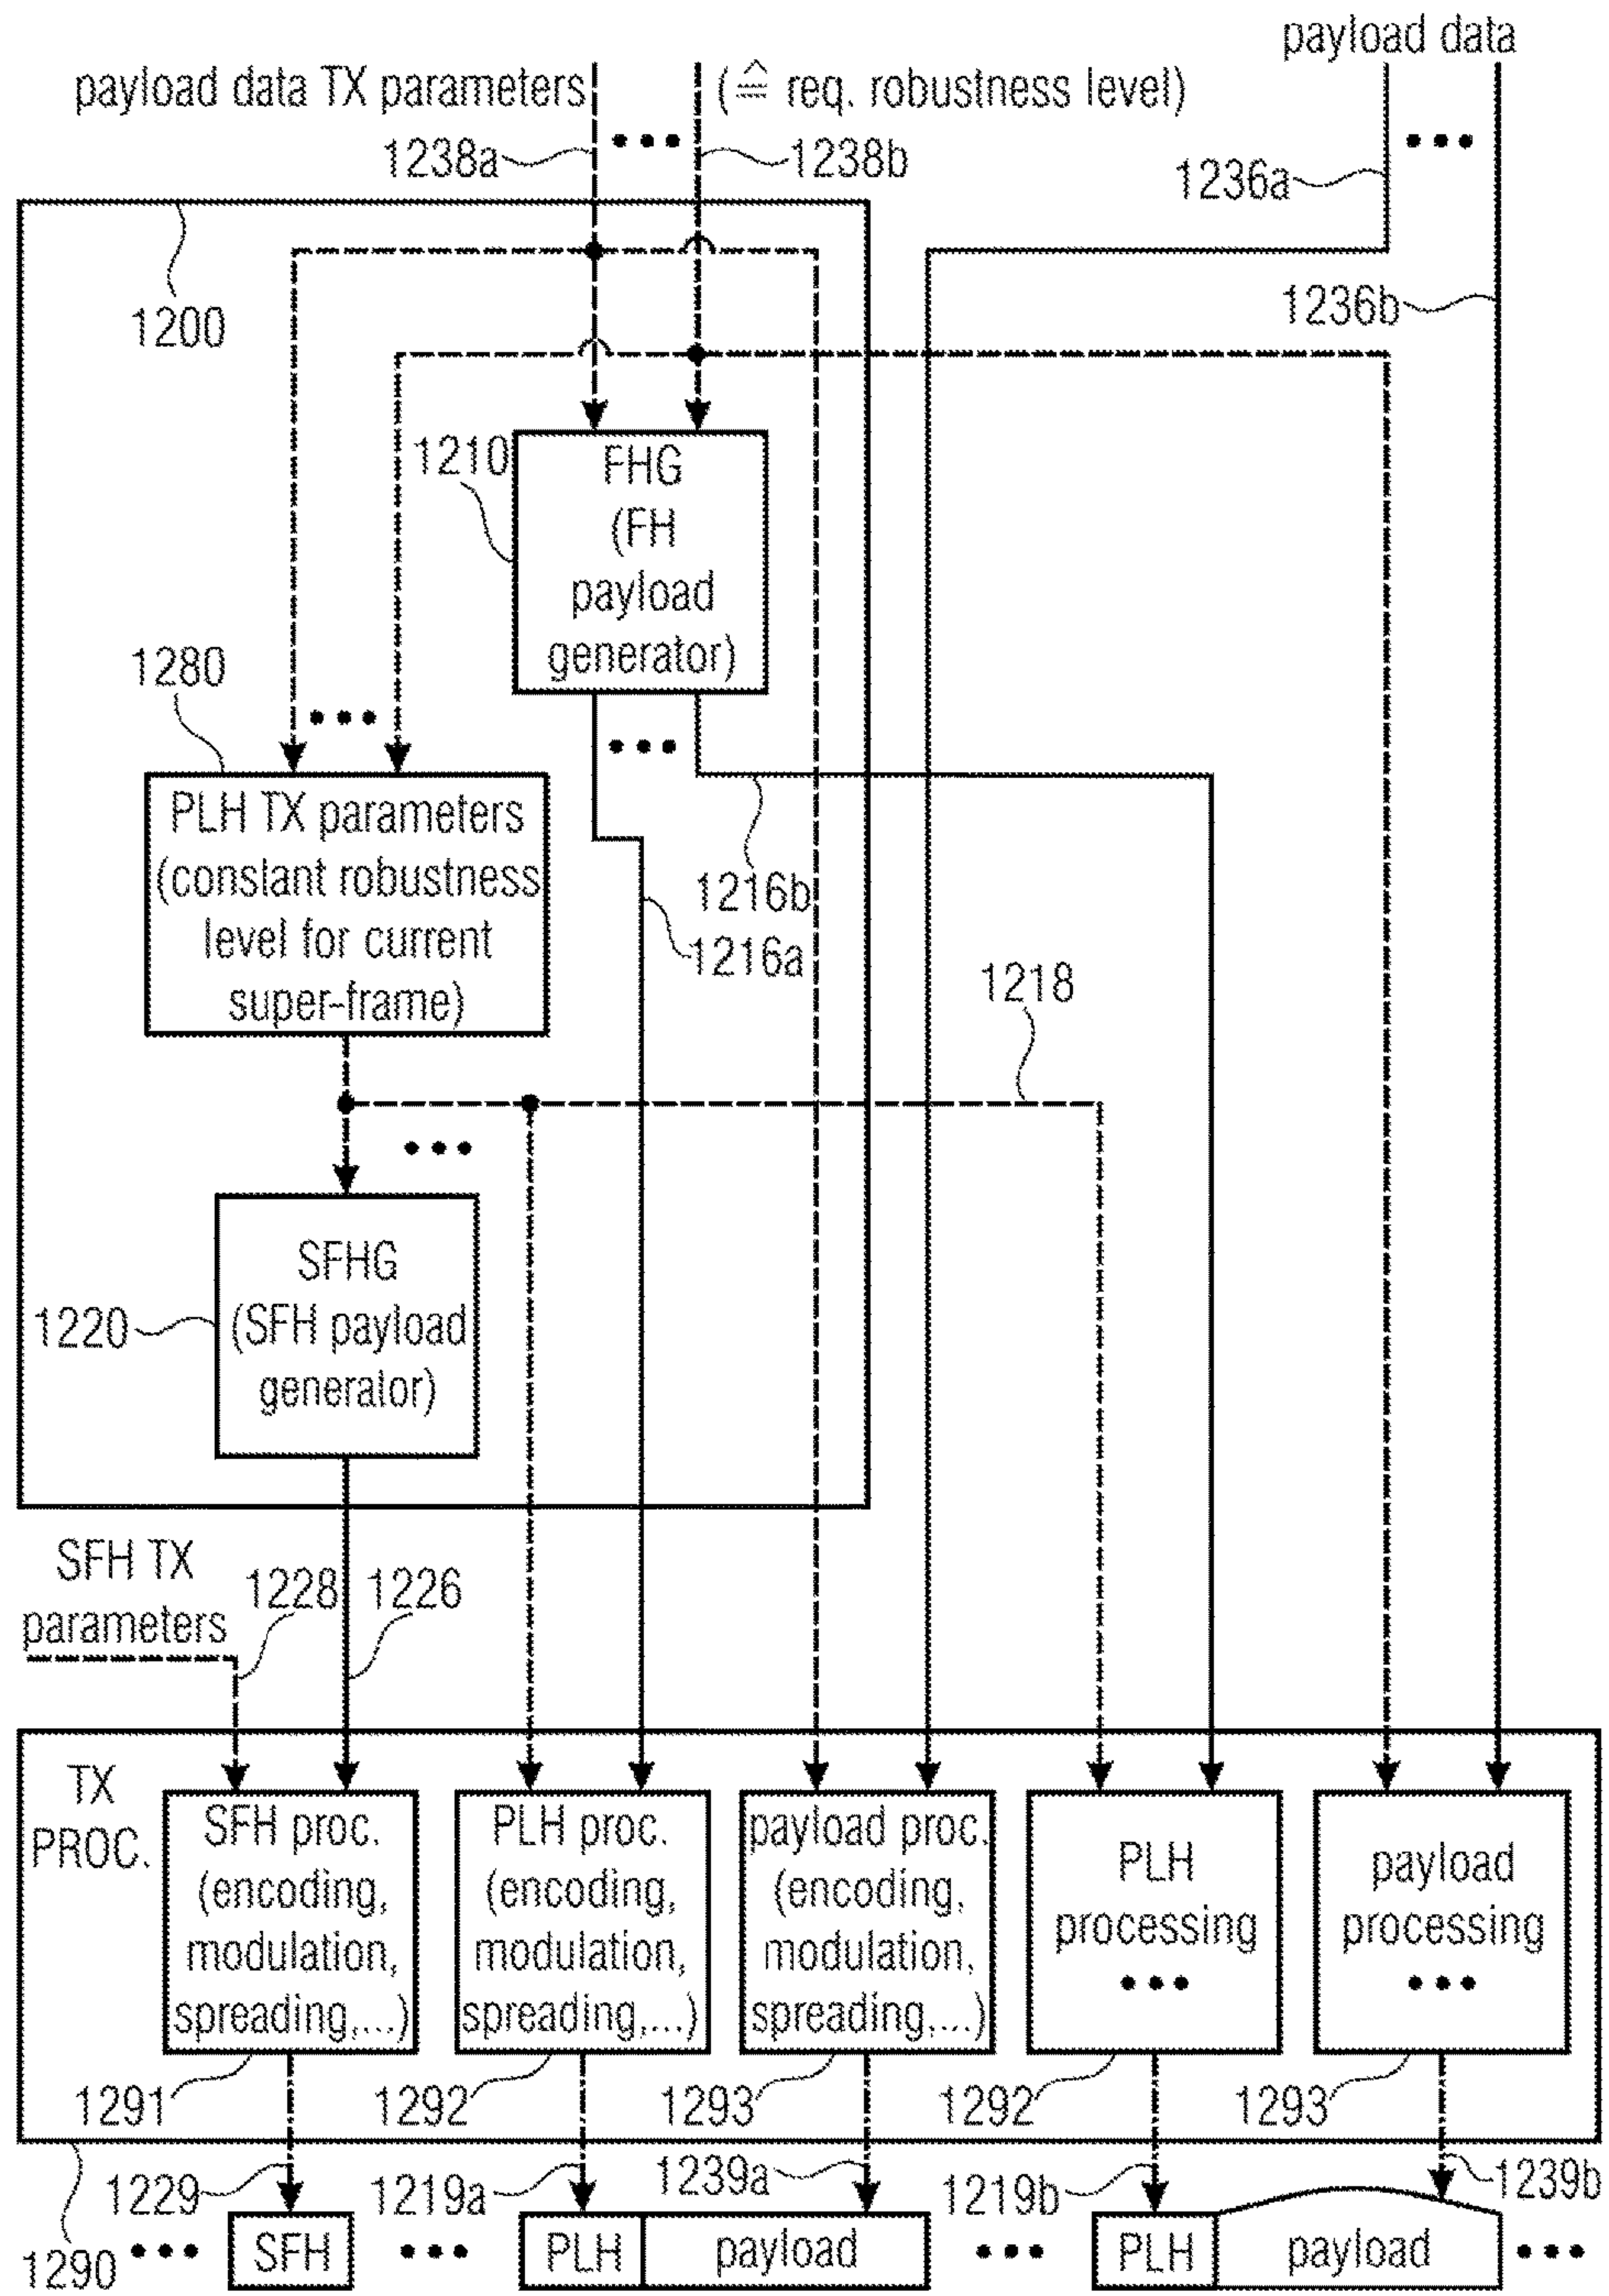 payload data
payload data TX parameters
(≙ req. robustness level)
1238a
1238b
1236a
1200
1236b
1210
FHG
(FH
payload
generator)
1280
PLH TX parameters
(conslant robustness
level for current
super-frame)
1216b
1216a
1218
SFHG
(SFH payload
generator)
1220
SFH TX
parameters
1228
1226
TX
PROC.
SFH proc.
(encoding,
modulation,
spreading,...)
PLH proc.
(encoding,
modulation,
spreading,...)
payload proc.
(encoding,
modulation,
spreading,...)
PLH
processing
payload
processing
1291
1292
1293
1292
1293
1229
1219a
1239a
1219b
1239b
1290
SFH
PLH
payload
PLH
payload